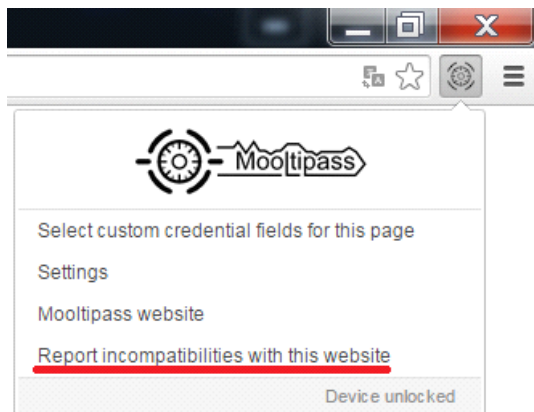 Mooltipass
Select custom credential fields for this page
Settings
Mooltipass website
Report incompatibilities with this website
Device unlocked